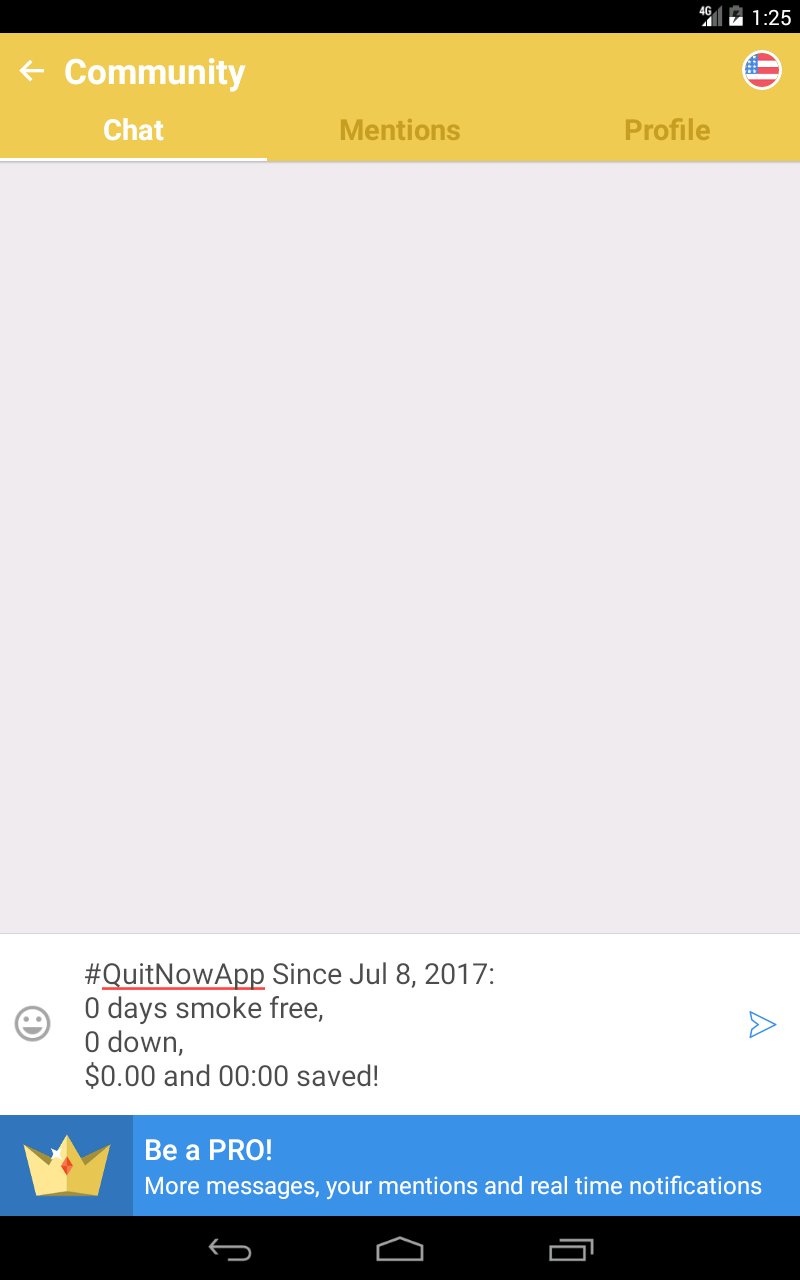 4G 1:25
Community
Chat Mentions Profile
#QuitNowApp Since Jul 8, 2017:
0 days smoke free,
0 down,
$0.00 and 00:00 saved!
Be a PRO!
More messages, your mentions and real time notifications